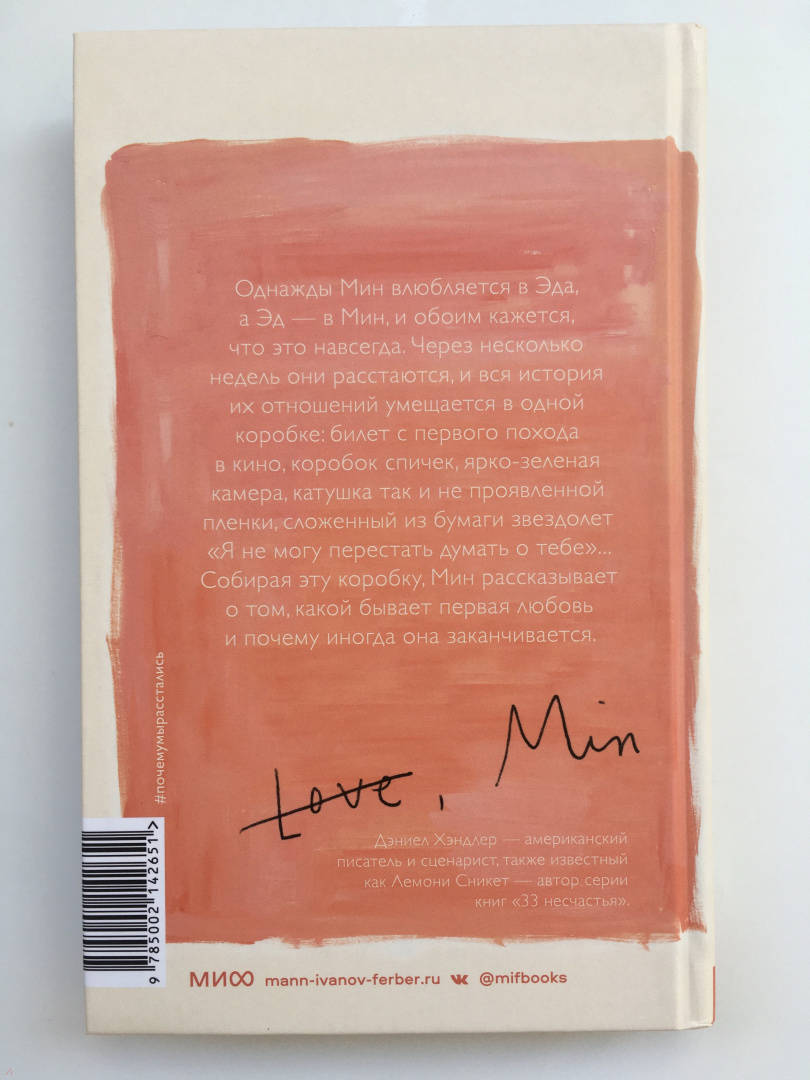 Однажды Мин влюбляется в Эда,
а Эд — в Мин, и обоим кажется,
что это навсегда. Через несколько
недель они расстаются, и вся история
их отношений умещается в одной
коробке: билет с первого похода
в кино, коробок спичек, ярко-зеленая
камера, катушка так и не проявленной
пленки, сложенный из бумаги звездолет
«Я не могу перестать думать о тебе»...
Собирая эту коробку, Мин рассказывает
о том, какой бывает первая любовь
и почему иногда она заканчивается.
#почемумырасстались
Love, Min
Дэниел Хэндлер — американский
писатель и сценарист, также известный
как Лемони Сникет — автор серии
книг «33 несчастья».
9 785002 142651 >
МИФ mann-ivanov-ferber.ru @mifbooks